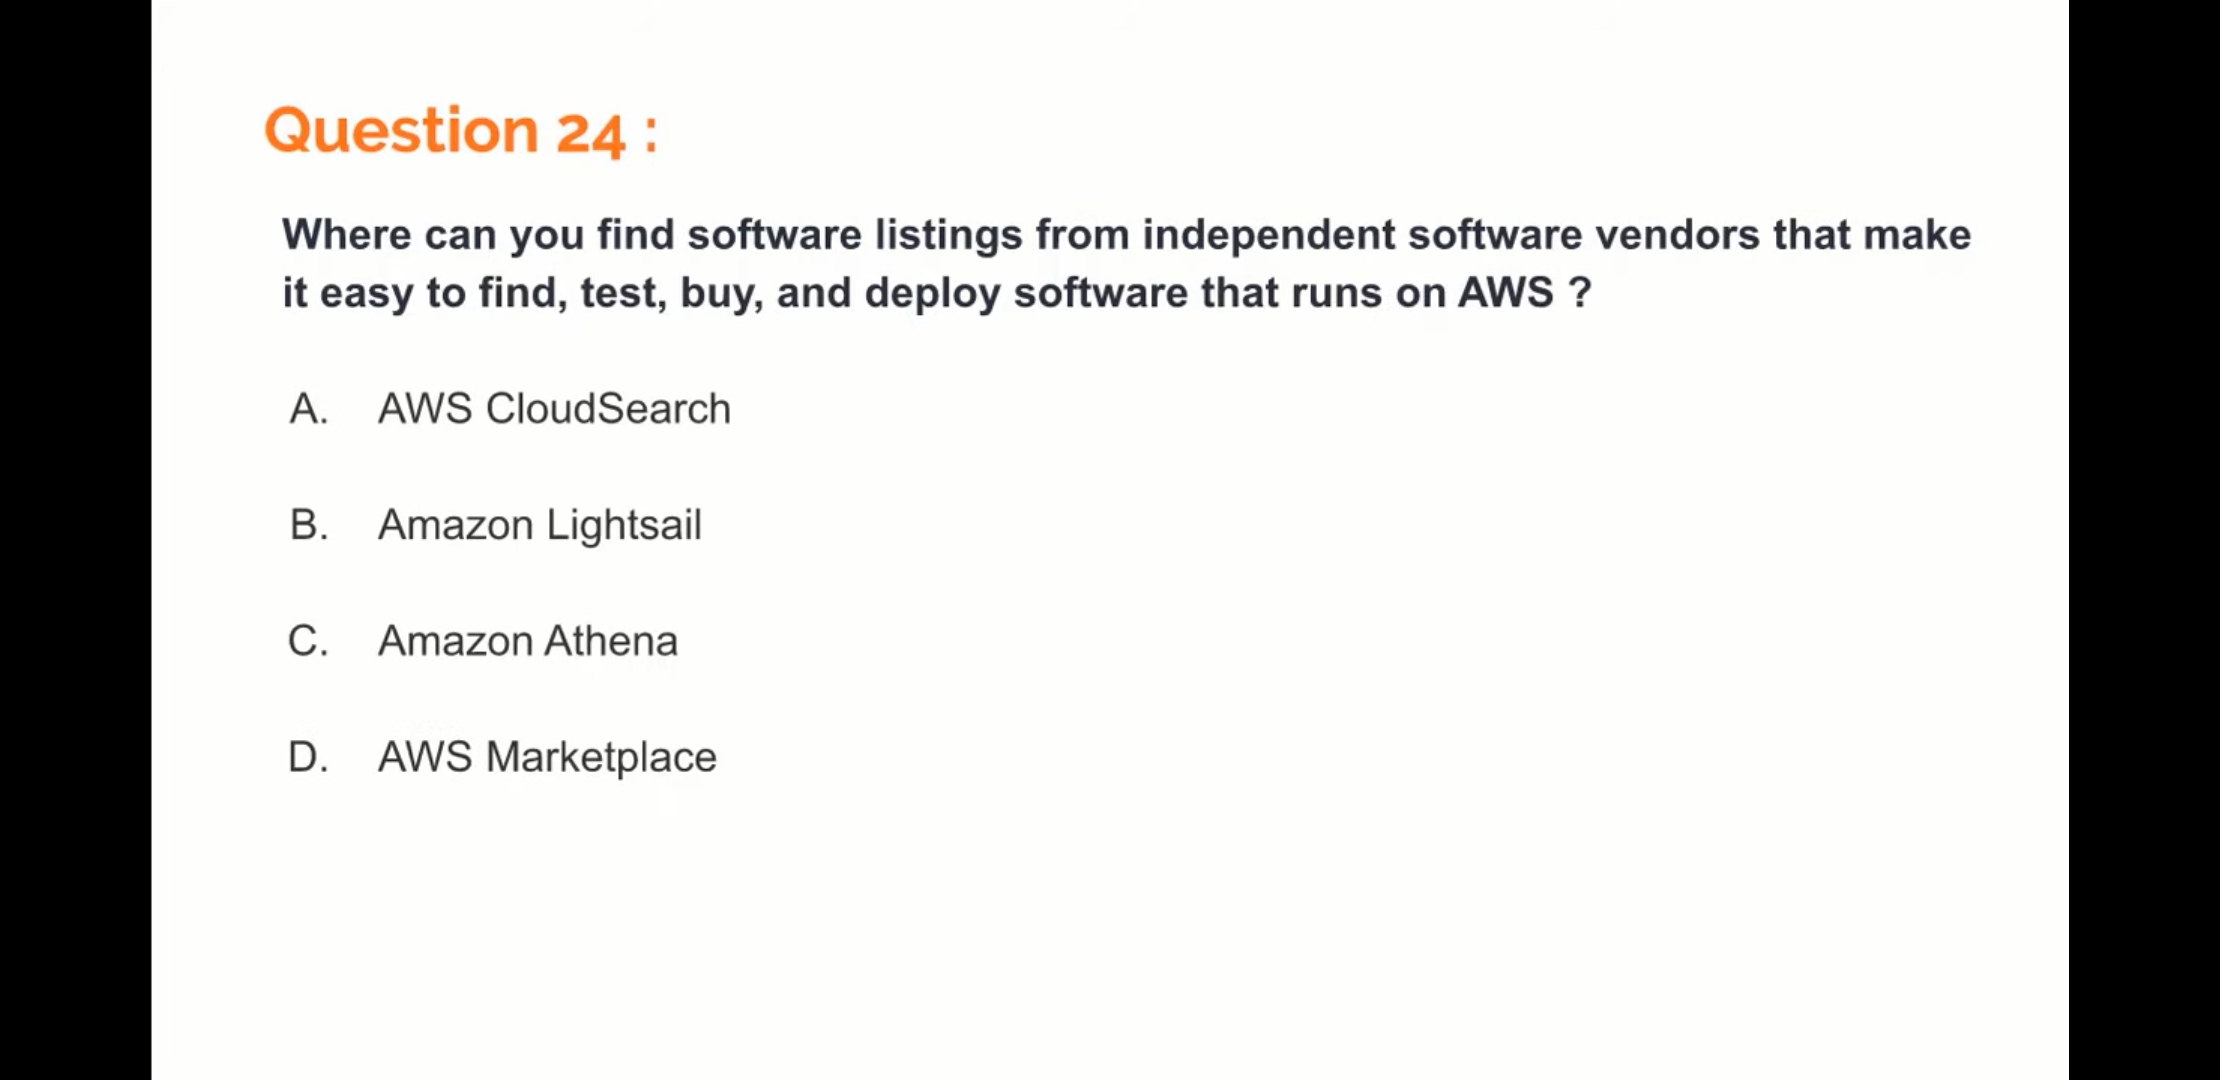 Question 24 :
Where can you find software listings from independent software vendors that make
it easy to find, test, buy, and deploy software that runs on AWS ?
A. AWS CloudSearch
B. Amazon Lightsail
C. Amazon Athena
D. AWS Marketplace